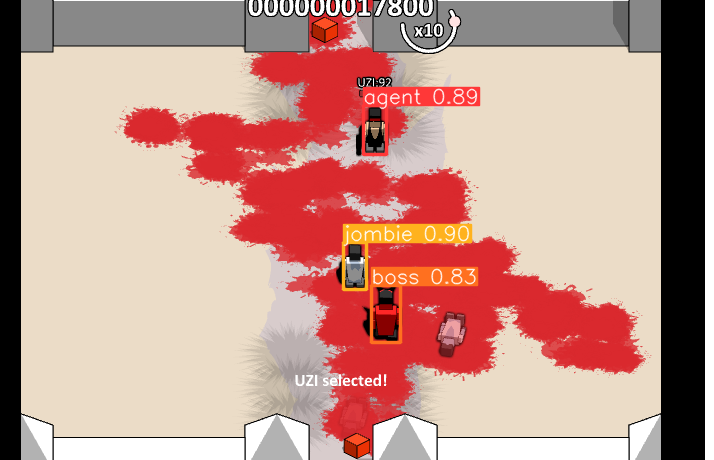 000000017800
x10
UZI:92
agent 0.89
jombie 0.90
boss 0.83
UZI selected!